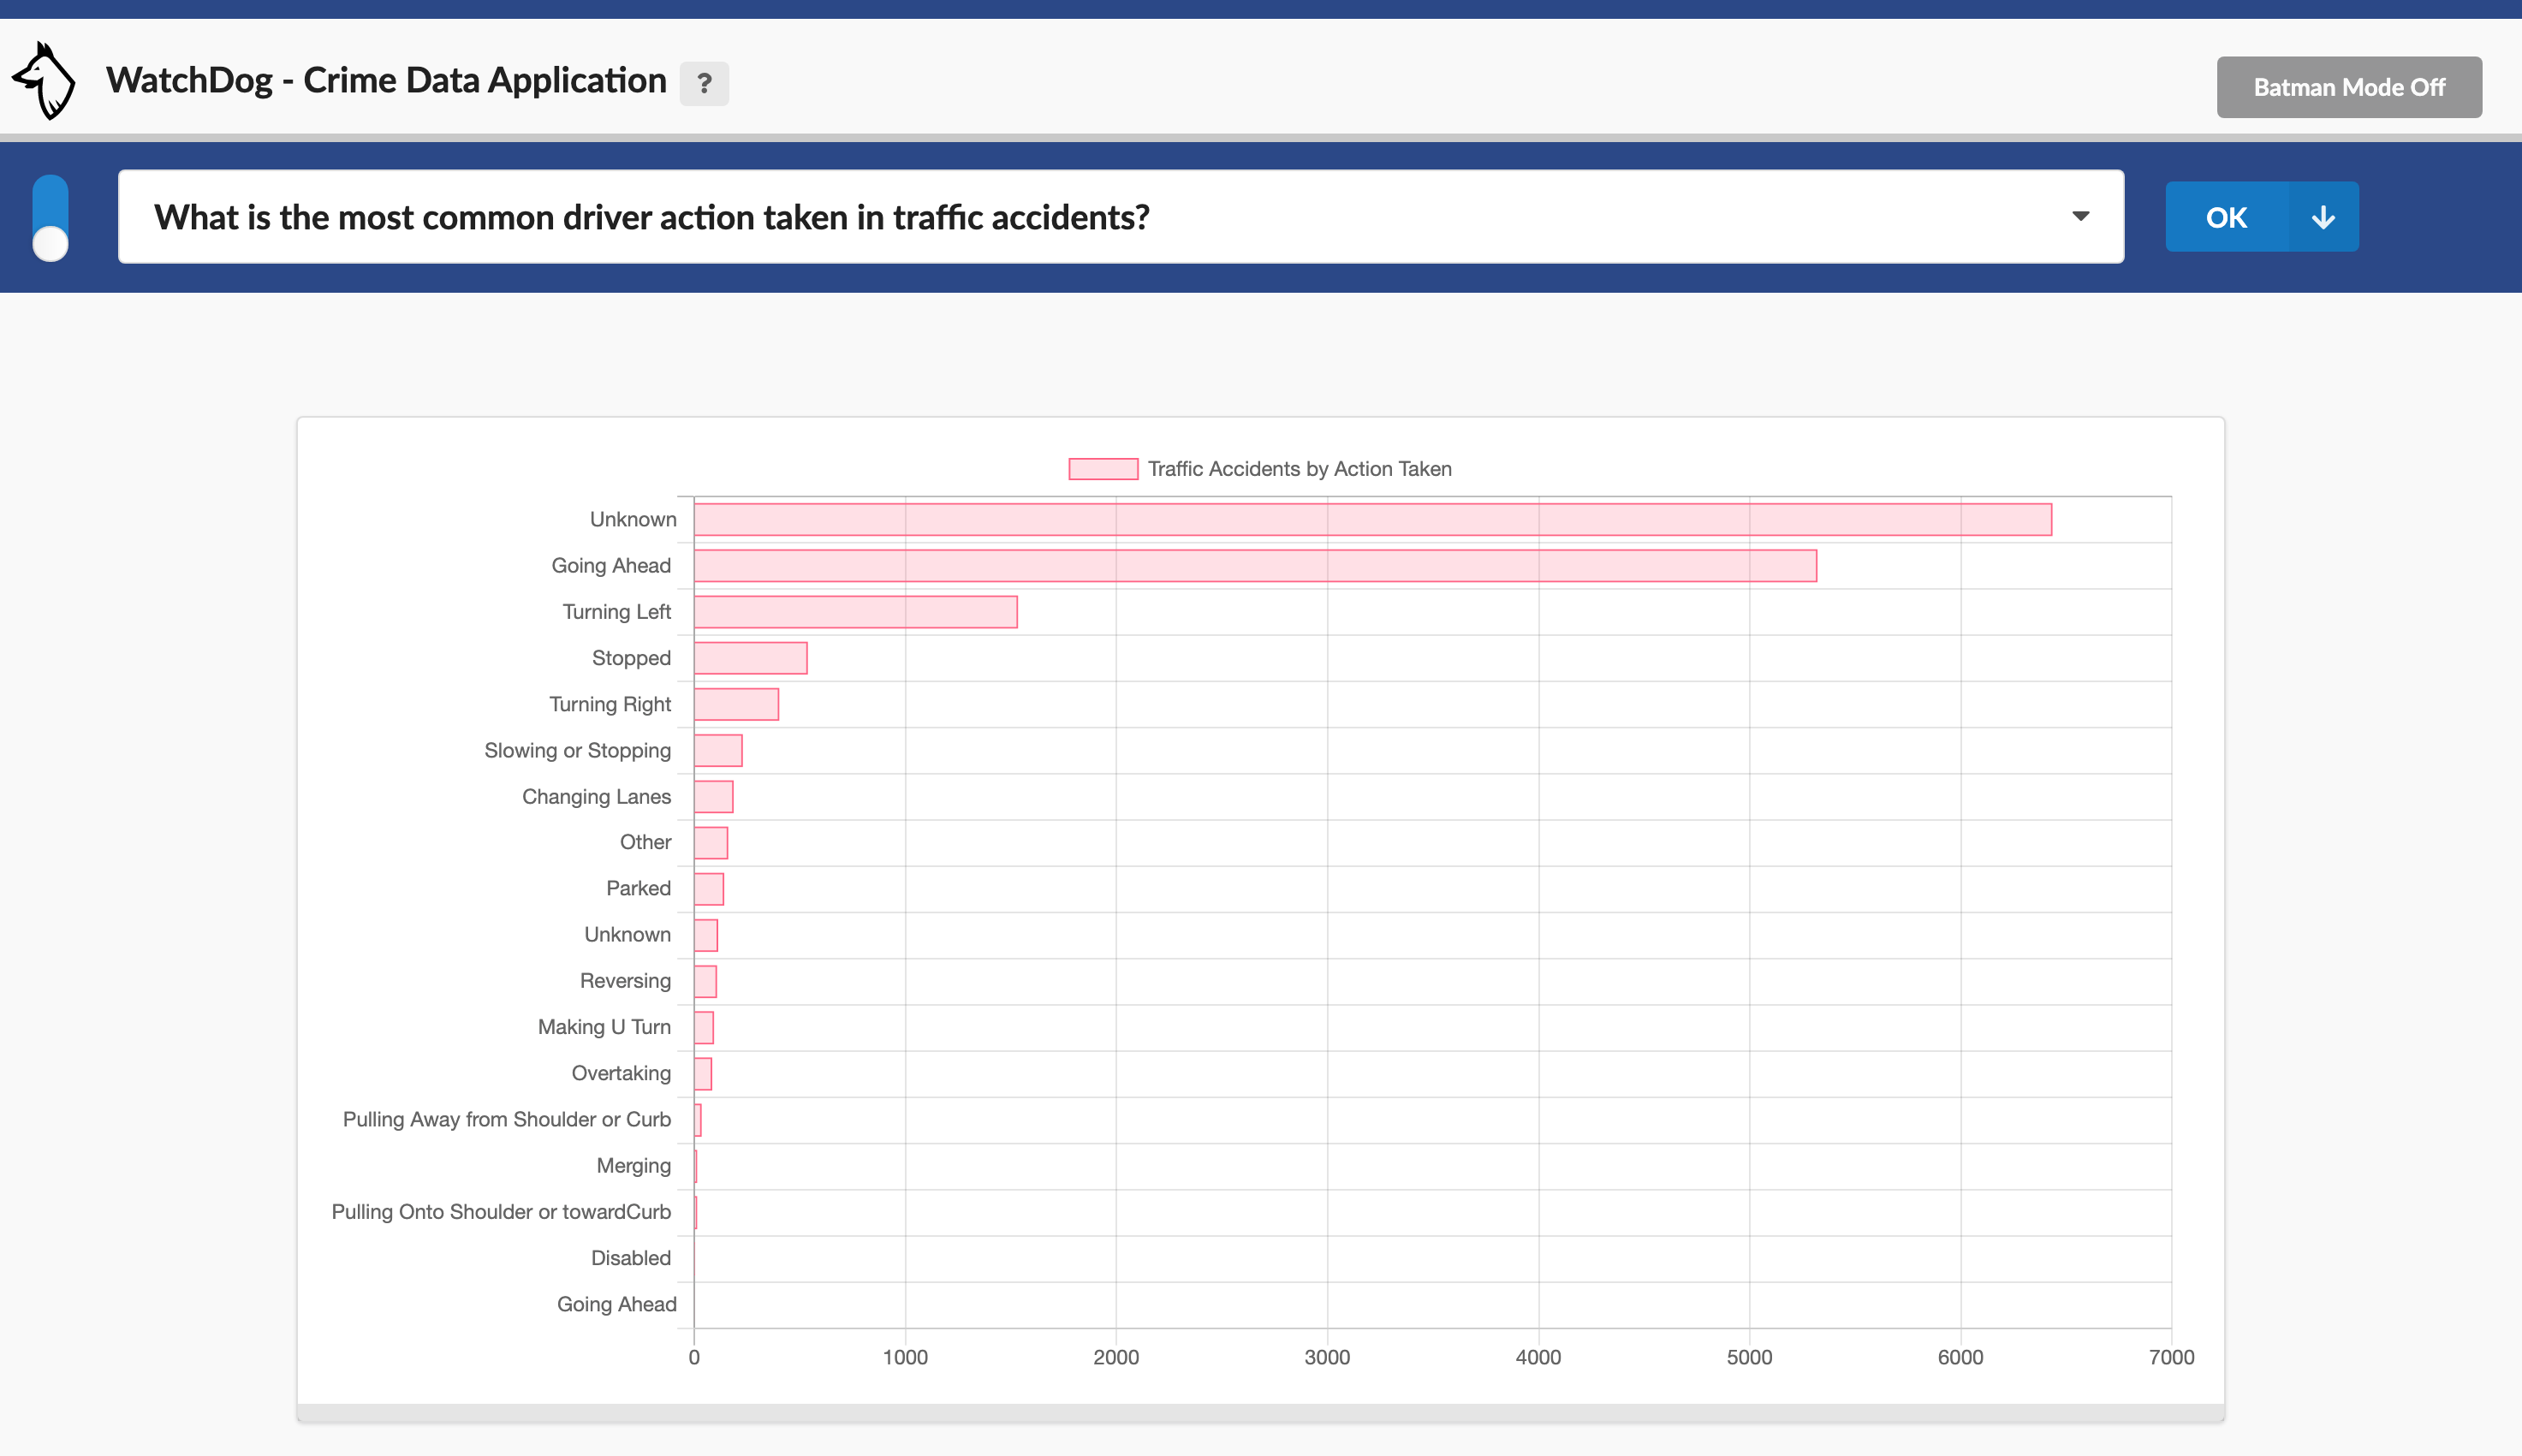 WatchDog - Crime Data Application ?
Batman Mode Off
What is the most common driver action taken in traffic accidents?
OK
Traffic Accidents by Action Taken
Unknown
Going Ahead
Turning Left
Stopped
Turning Right
Slowing or Stopping
Changing Lanes
Other
Parked
Unknown
Reversing
Making U Turn
Overtaking
Pulling Away from Shoulder or Curb
Merging
Pulling Onto Shoulder or towardCurb
Disabled
Going Ahead
0 1000 2000 3000 4000 5000 6000 7000